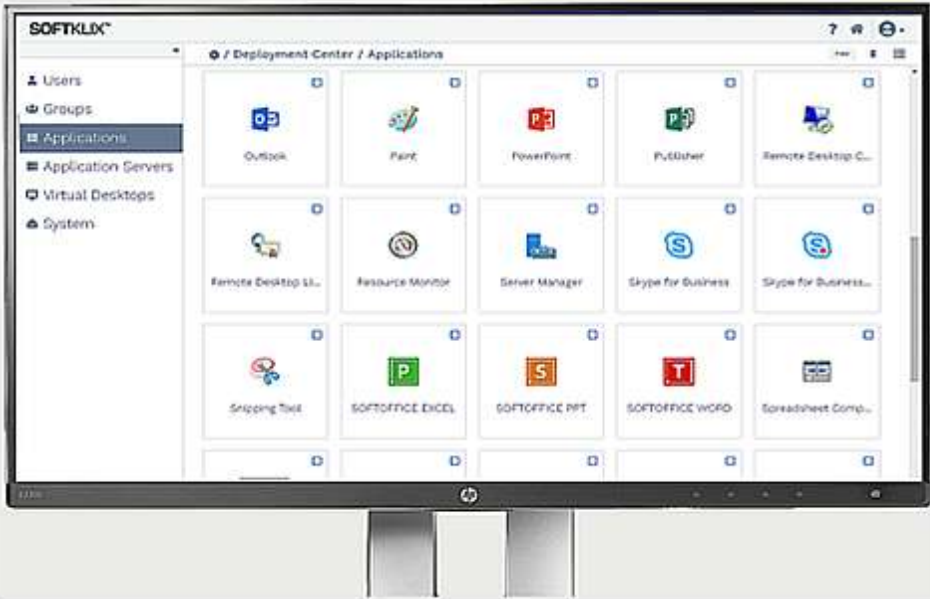 SOFTKLIX™
?
/ Deployment Center / Applications
Users
Groups
Applications
Application Servers
Virtual Desktops
System
Outlook
Paint
PowerPoint
Publisher
Remote Desktop C...
Remote Desktop Li...
Resource Monitor
Server Manager
Skype for Business
Skype for Business...
Snipping Tool
SOFTOFFICE EXCEL
SOFTOFFICE PPT
SOFTOFFICE WORD
Spreadsheet Comp...
P
S
T
hp